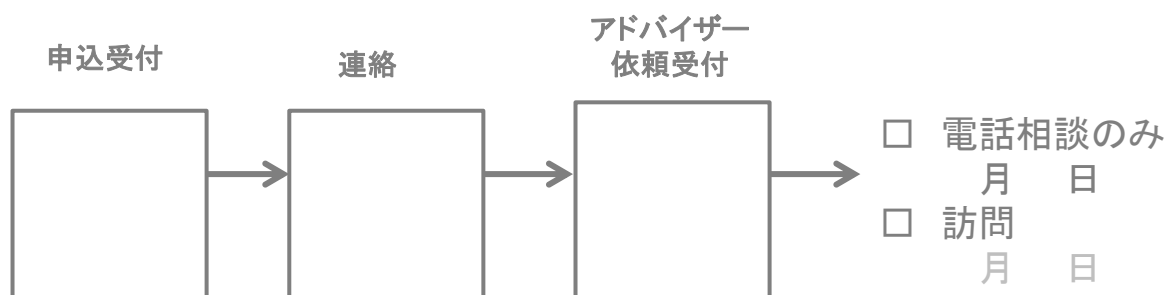 申込受付
連絡
アドバイザー
依頼受付
□ 電話相談のみ
月 日
□ 訪問
月 日